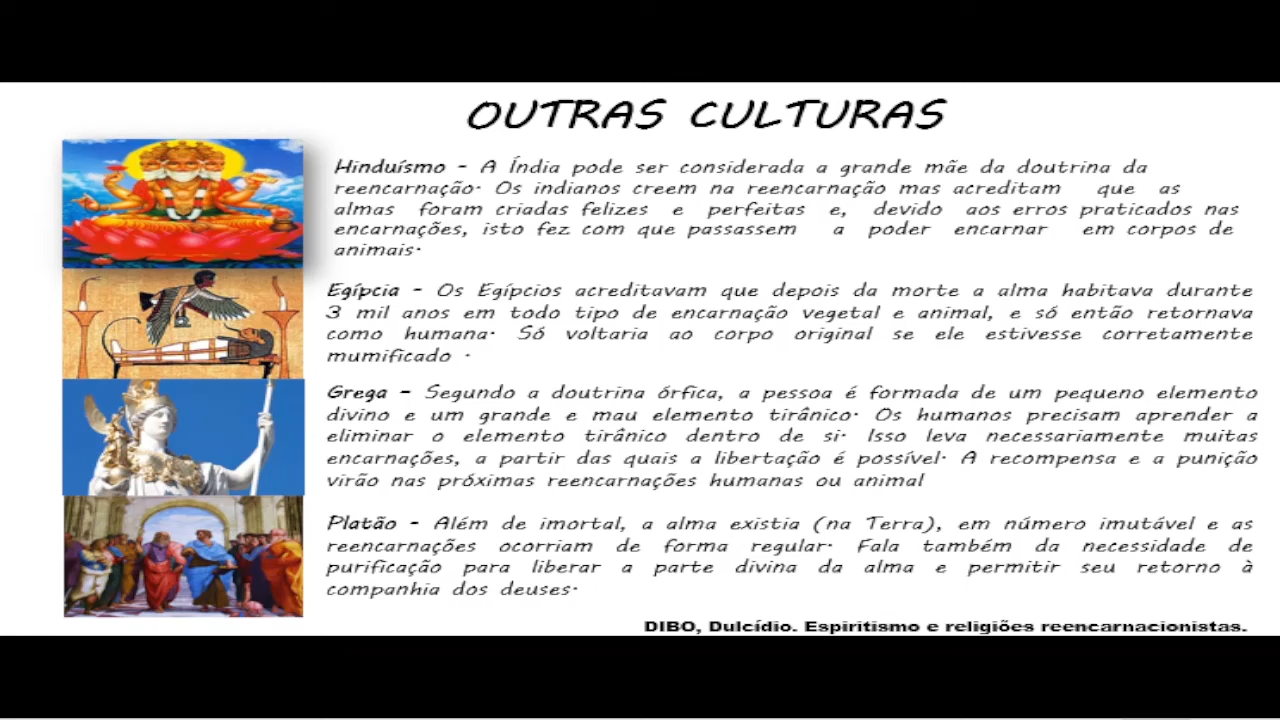 OUTRAS CULTURAS
Hinduísmo - A Índia pode ser considerada a grande mãe da doutrina da
reencarnação. Os indianos creem na reencarnação mas acreditam que as
almas foram criadas felizes e perfeitas e, devido aos erros praticados nas
encarnações, isto fez com que passassem a poder encarnar em corpos de
animais.
Egípcia - Os Egípcios acreditavam que depois da morte a alma habitava durante
3 mil anos em todo tipo de encarnação vegetal e animal, e só então retornava
como humana. Só voltaria ao corpo original se ele estivesse corretamente
mumificado .
Grega - Segundo a doutrina órfica, a pessoa é formada de um pequeno elemento
divino e um grande e mau elemento tirânico. Os humanos precisam aprender a
eliminar o elemento tirânico dentro de si. Isso leva necessariamente muitas
encarnações, a partir das quais a libertação é possível. A recompensa e a punição
virão nas próximas reencarnações humanas ou animal
Platão - Além de imortal, a alma existia (na Terra), em número imutável e as
reencarnações ocorriam de forma regular. Fala também da necessidade de
purificação para liberar a parte divina da alma e permitir seu retorno à
companhia dos deuses.
DIBO, Dulcídio. Espiritismo e religiões reencarnacionistas.